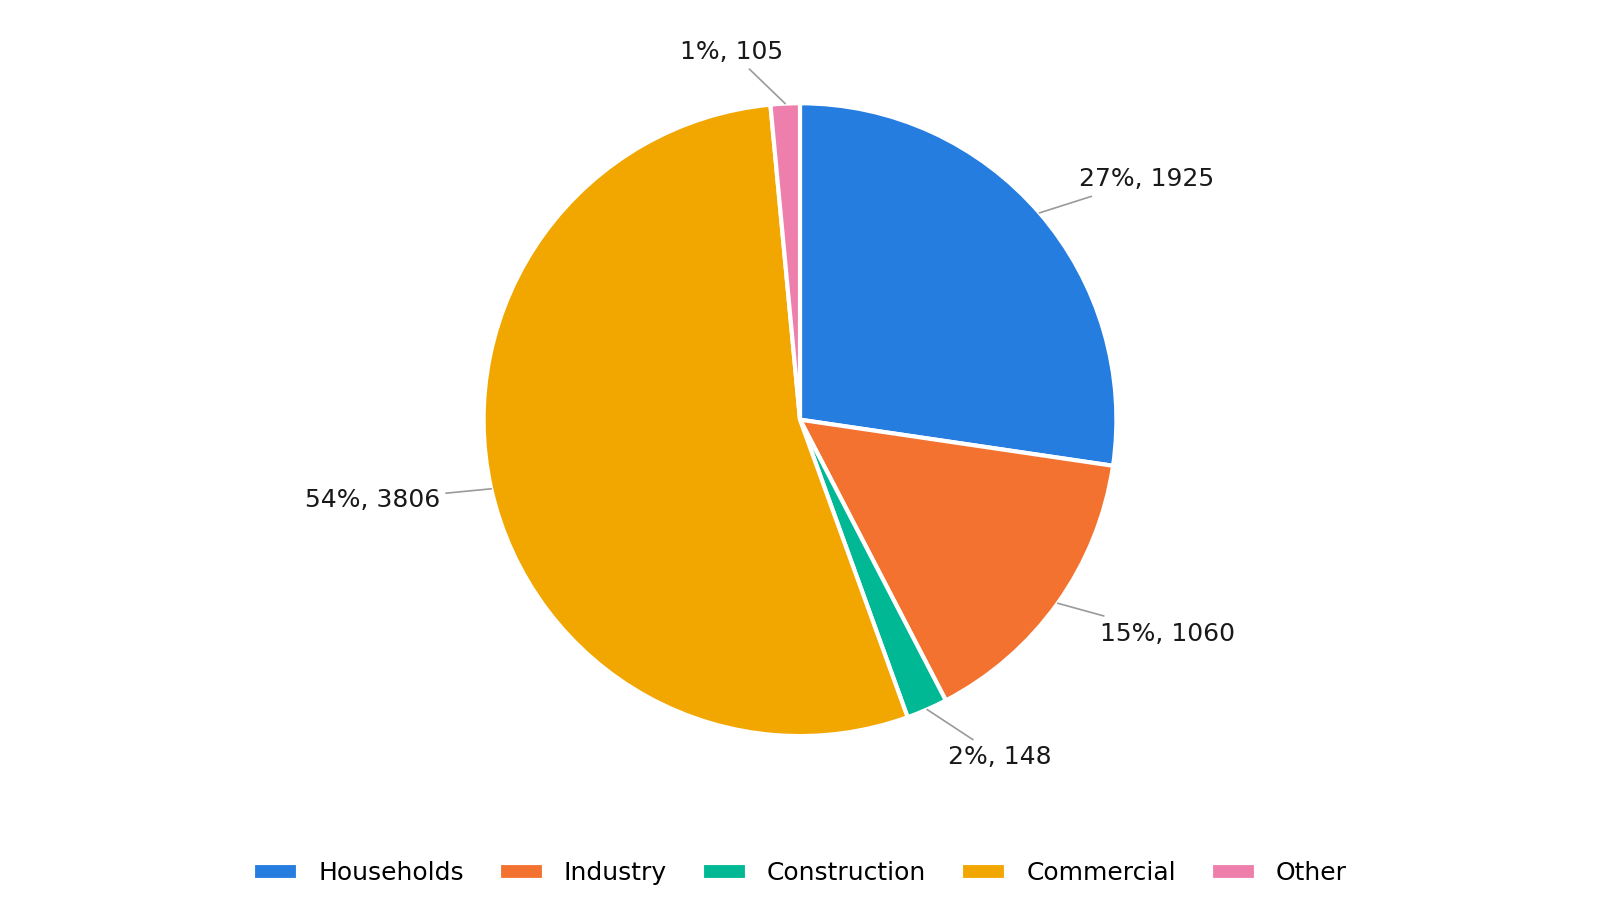 1%, 105
27%, 1925
54%, 3806
15%, 1060
2%, 148
Households
Industry
Construction
Commercial
Other